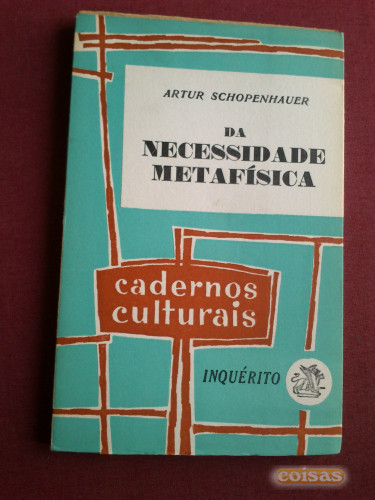 ARTUR SCHOPENHAUER
DA
NECESSIDADE
METAFÍSICA
cadernos
culturais
INQUÉRITO
coisas